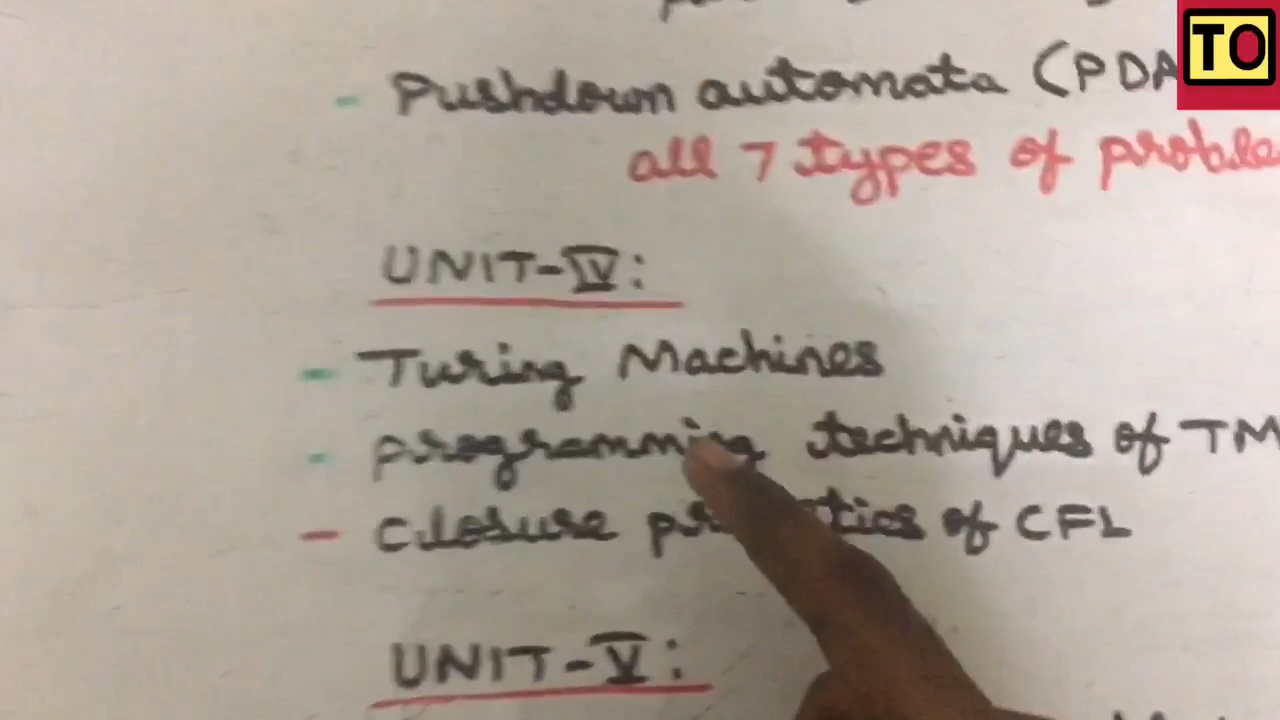 TO
- Pushdown automata (PDA
all 7 types of proble
UNIT-IV:
- Turing Machines
- programming techniques of TM
- closure of CFL
UNIT-V: